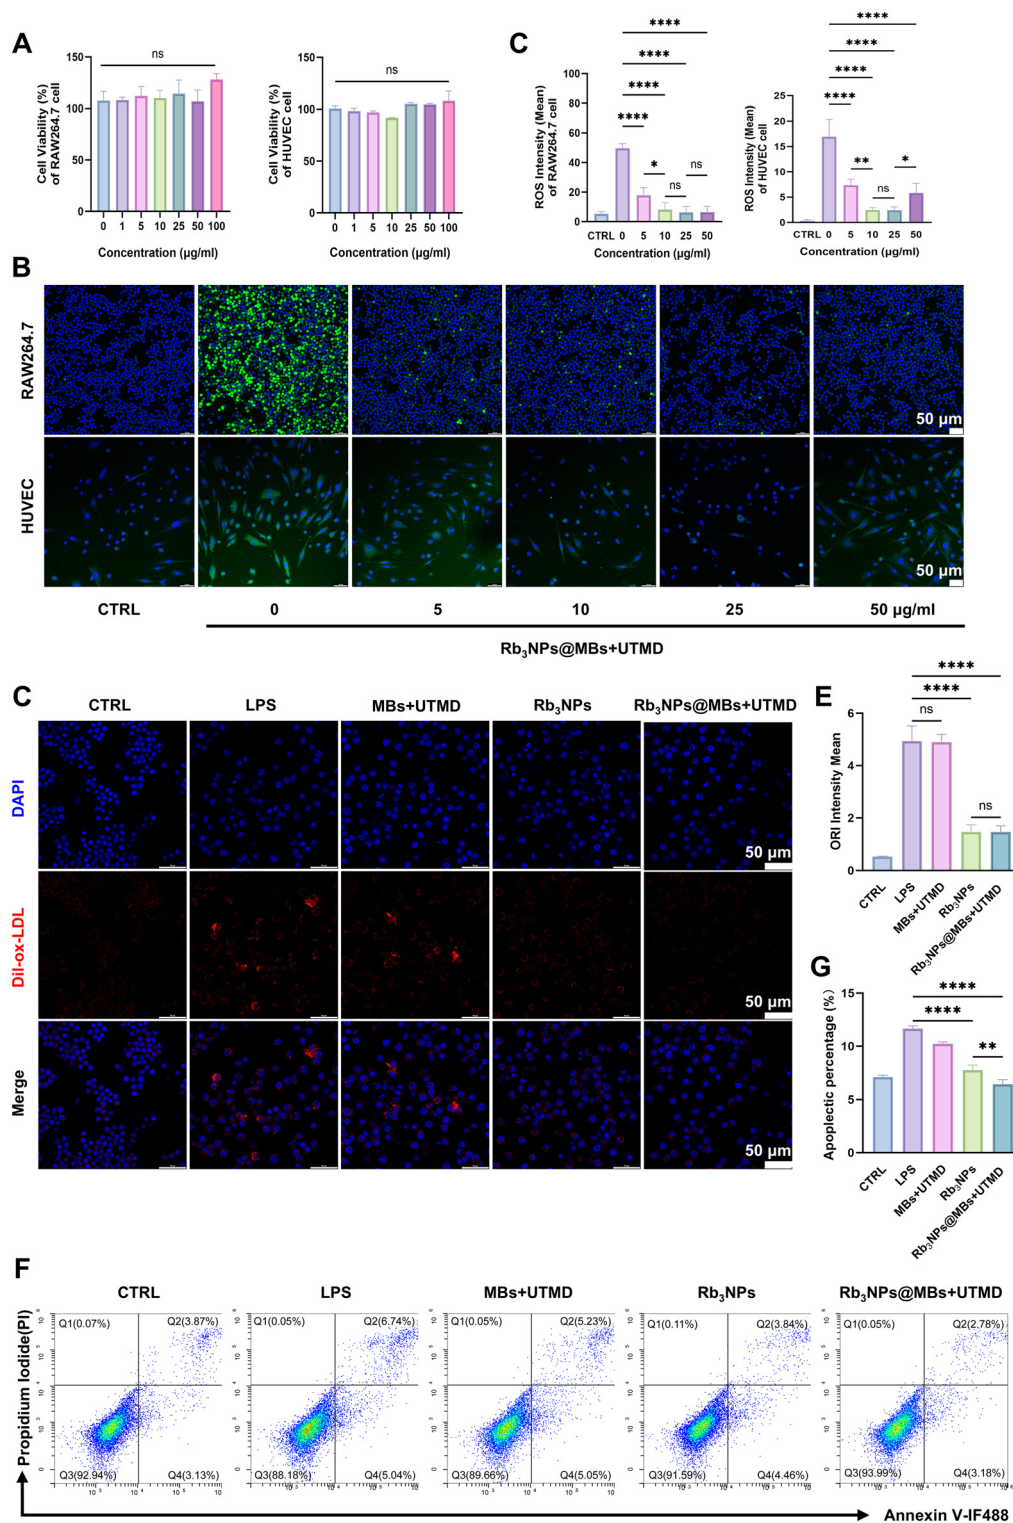 A
ns
Cell Viability (%)
of RAW264.7 cell
150
100
50
0
0 1 5 10 25 50 100
Concentration (µg/ml)
ns
Cell Viability (%)
of HUVEC cell
150
100
50
0
0 1 5 10 25 50 100
Concentration (µg/ml)
C
****
****
****
****
*
ns
ns
ROS Intensity (Mean)
of RAW264.7 cell
100
80
60
40
20
0
CTRL 0 5 10 25 50
Concentration (µg/ml)
****
****
****
****
**
ns
*
ROS Intensity (Mean)
of HUVEC cell
25
20
15
10
5
0
CTRL 0 5 10 25 50
Concentration (µg/ml)
B
RAW264.7
50 µm
HUVEC
50 µm
CTRL 0 5 10 25 50 µg/ml
Rb₃NPs@MBs+UTMD
C
CTRL LPS MBs+UTMD Rb₃NPs Rb₃NPs@MBs+UTMD
DAPI
50 µm
Dil-ox-LDL
50 µm
Merge
50 µm
E
****
****
ns
ns
ORI Intensity Mean
6
4
2
0
CTRL LPS MBs+UTMD Rb₃NPs Rb₃NPs@MBs+UTMD
G
****
****
**
Apoplectic percentage (%)
15
10
5
0
CTRL LPS MBs+UTMD Rb₃NPs Rb₃NPs@MBs+UTMD
F
CTRL LPS MBs+UTMD Rb₃NPs Rb₃NPs@MBs+UTMD
Propidium Iodide(PI)
Q1(0.07%) Q2(3.87%)
Q3(92.94%) Q4(3.13%)
Q1(0.05%) Q2(6.74%)
Q3(88.18%) Q4(5.04%)
Q1(0.05%) Q2(5.23%)
Q3(89.66%) Q4(5.05%)
Q1(0.11%) Q2(3.84%)
Q3(91.59%) Q4(4.46%)
Q1(0.05%) Q2(2.78%)
Q3(93.99%) Q4(3.18%)
Annexin V-IF488